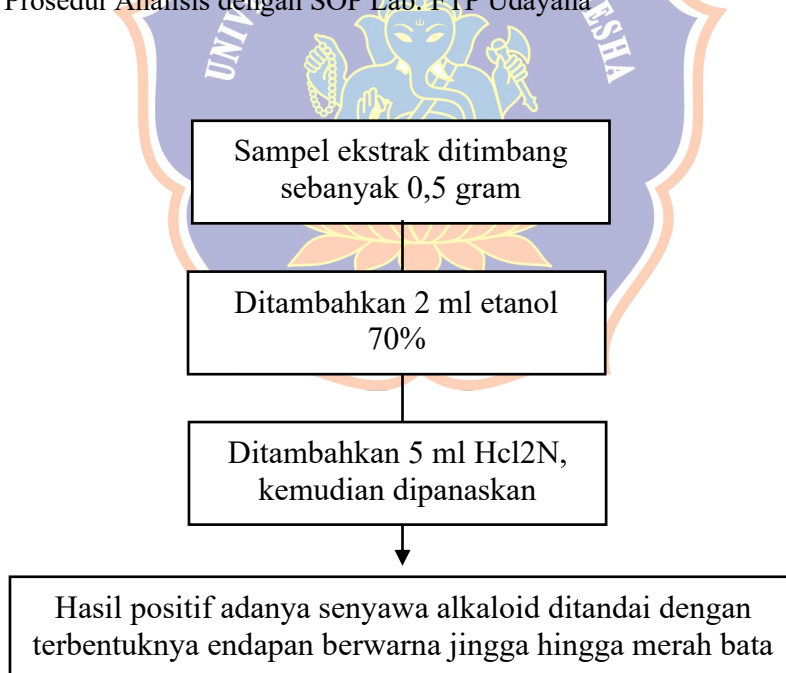 Prosedur Analisis dengan SOP Lab. FTP Udayana
UNIV
ESHA
Sampel ekstrak ditimbang
sebanyak 0,5 gram
Ditambahkan 2 ml etanol
70%
Ditambahkan 5 ml Hcl2N,
kemudian dipanaskan
Hasil positif adanya senyawa alkaloid ditandai dengan
terbentuknya endapan berwarna jingga hingga merah bata